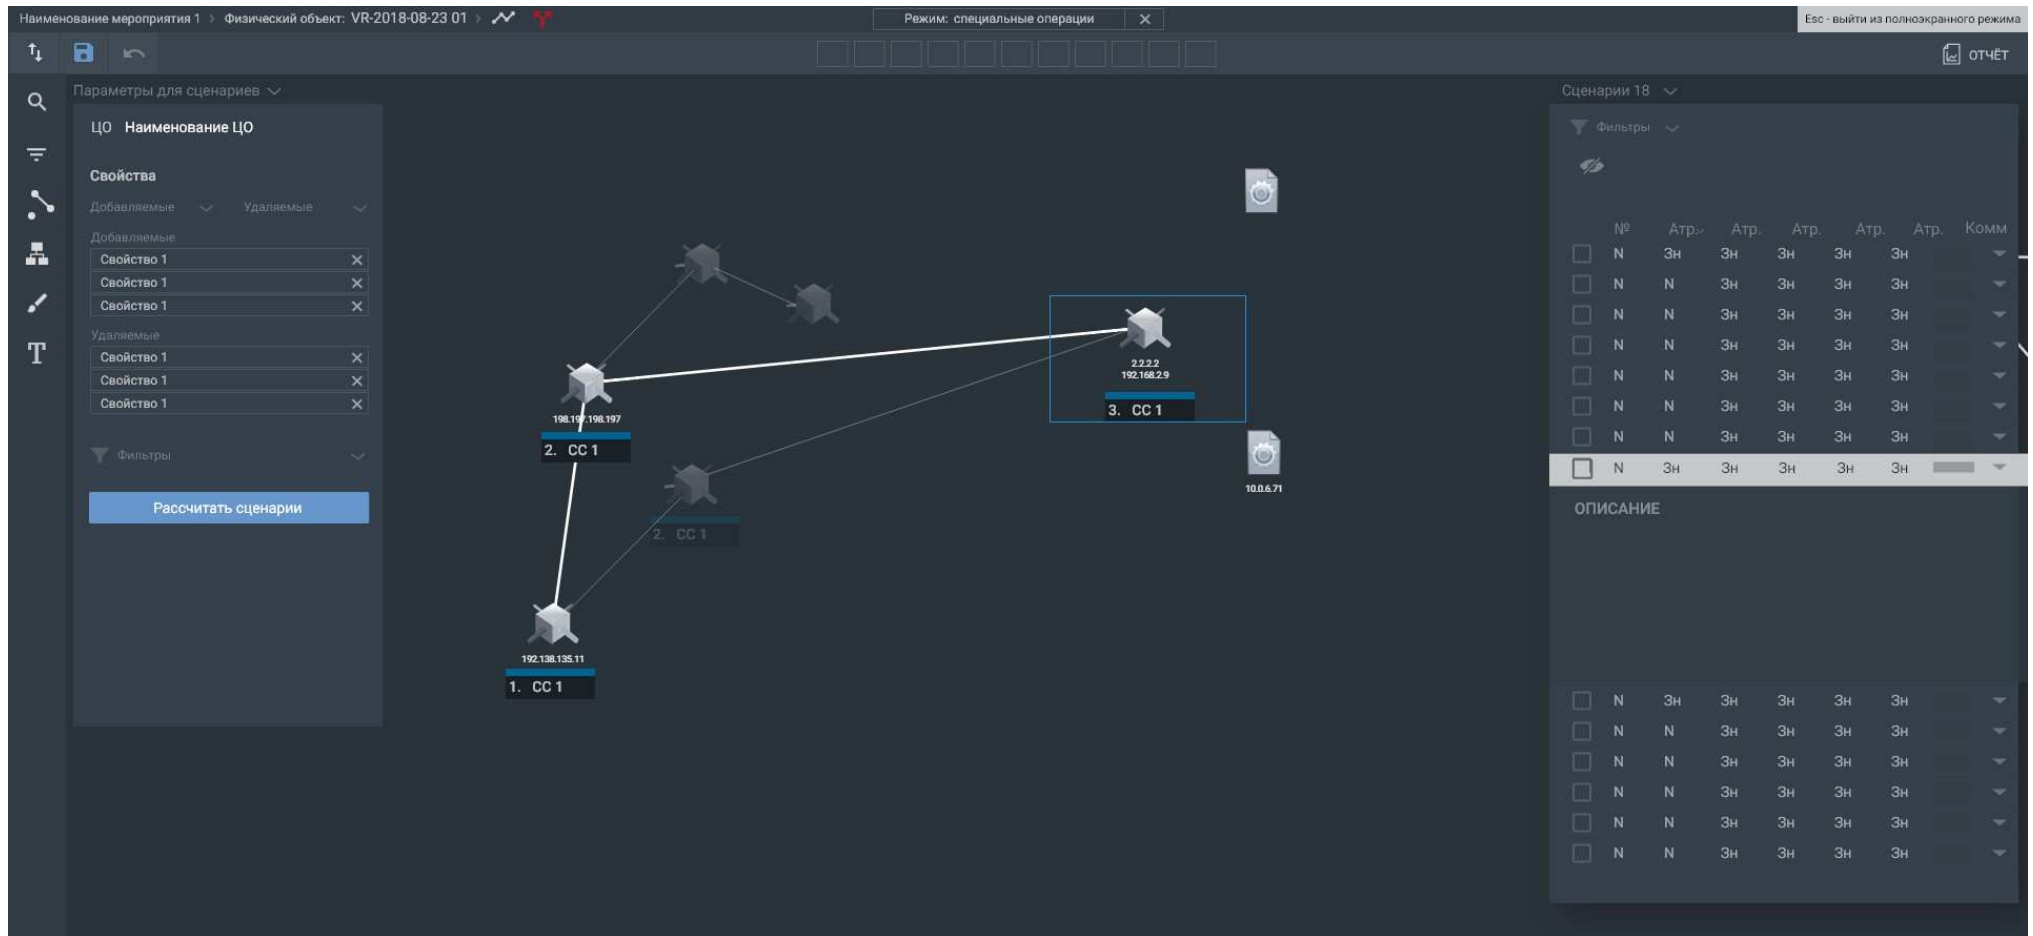 Наименование мероприятия 1 > Физический объект: VR-2018-08-23 01 >
Режим: специальные операции
Esc - выйти из полноэкранного режима
ОТЧЁТ
Параметры для сценариев
ЦО Наименование ЦО
Свойства
Добавляемые Удаляемые
Добавляемые
Свойство 1
Свойство 1
Свойство 1
Удаляемые
Свойство 1
Свойство 1
Свойство 1
Фильтры
Рассчитать сценарии
2.2.2.2
192.168.2.9
3. СС 1
198.197.198.197
2. СС 1
10.0.6.71
2. СС 1
192.138.135.11
1. СС 1
Сценарии 18
Фильтры
№ Атр. Атр. Атр. Атр. Атр. Комм
N Зн Зн Зн Зн Зн
N N Зн Зн Зн Зн
N N Зн Зн Зн Зн
N N Зн Зн Зн Зн
N N Зн Зн Зн Зн
N N Зн Зн Зн Зн
N N Зн Зн Зн Зн
N Зн Зн Зн Зн Зн
ОПИСАНИЕ
N Зн Зн Зн Зн Зн
N N Зн Зн Зн Зн
N N Зн Зн Зн Зн
N N Зн Зн Зн Зн
N N Зн Зн Зн Зн
N N Зн Зн Зн Зн